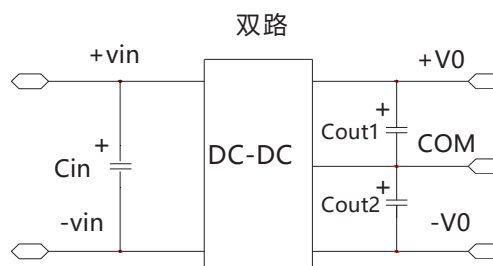 双路
+vin
+V0
+
Cout1
+
Cin
DC-DC
COM
+
Cout2
-vin
-V0